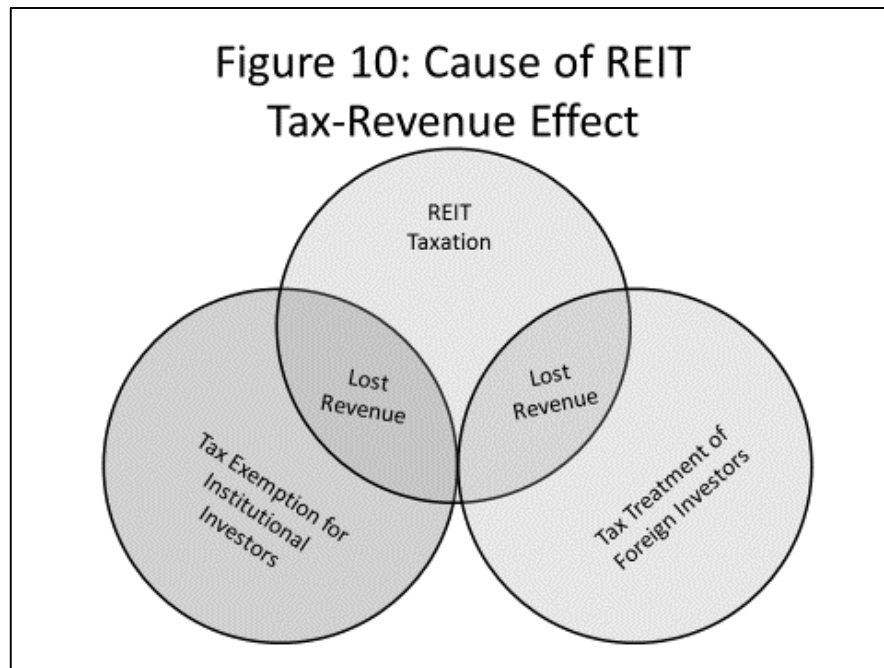 Figure 10: Cause of REIT
Tax-Revenue Effect
REIT
Taxation
Lost
Revenue
Lost
Revenue
Tax Exemption for
Institutional
Investors
Tax Treatment of
Foreign Investors